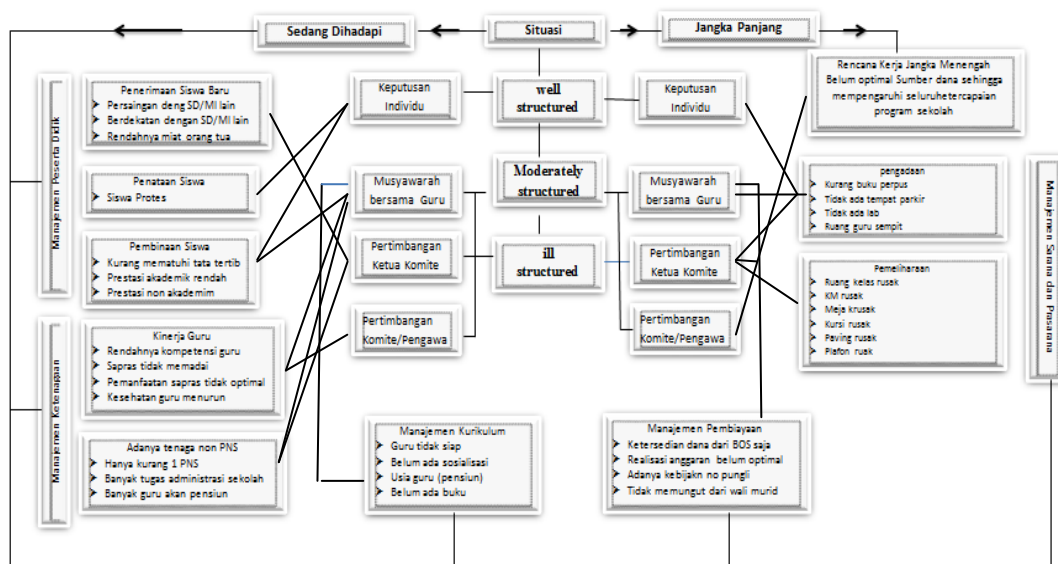 Sedang Dihadapi
Situasi
Jangka Panjang
Manajemen Peserta Didik
Penerimaan Siswa Baru
Persaingan deng SD/MI lain
Berdekatan dengan SD/MI lain
Rendahnya miat orang tua
Penataan Siswa
Siswa Protes
Pembinaan Siswa
Kurang mematuhi tata tertib
Prestasi akademik rendah
Prestasi non akademim
Manajemen Ketenagaan
Kinerja Guru
Rendahnya kompetensi guru
Sapras tidak memadai
Pemanfaatan sapras tidak optimal
Kesehatan guru menurun
Adanya tenaga non PNS
Hanya kurang 1 PNS
Banyak tugas administrasi sekolah
Banyak guru akan pensiun
Keputusan
Individu
Musyawarah
bersama Guru
Pertimbangan
Ketua Komite
Pertimbangan
Komite/Pengawa
well
structured
Moderately
structured
ill
structured
Keputusan
Individu
Musyawarah
bersama Guru
Pertimbangan
Ketua Komite
Pertimbangan
Komite/Pengawa
Rencana Kerja Jangka Menengah
Belum optimal Sumber dana sehingga
mempengaruhi seluruhetercapaian
program sekolah
pengadaan
Kurang buku perpus
Tidak ada tempat parkir
Tidak ada lab
Ruang guru sempit
Pemeliharaan
Ruang kelas rusak
KM rusak
Meja krusak
Kursi rusak
Paving rusak
Plafon ruak
Manajemen Sarana dan Prasarana
Manajemen Kurikulum
Guru tidak siap
Belum ada sosialisasi
Usia guru (pensiun)
Belum ada buku
Manajemen Pembiayaan
Ketersedian dana dari BOS saja
Realisasi anggaran belum optimal
Adanya kebijakn no pungli
Tidak memungut dari wali murid